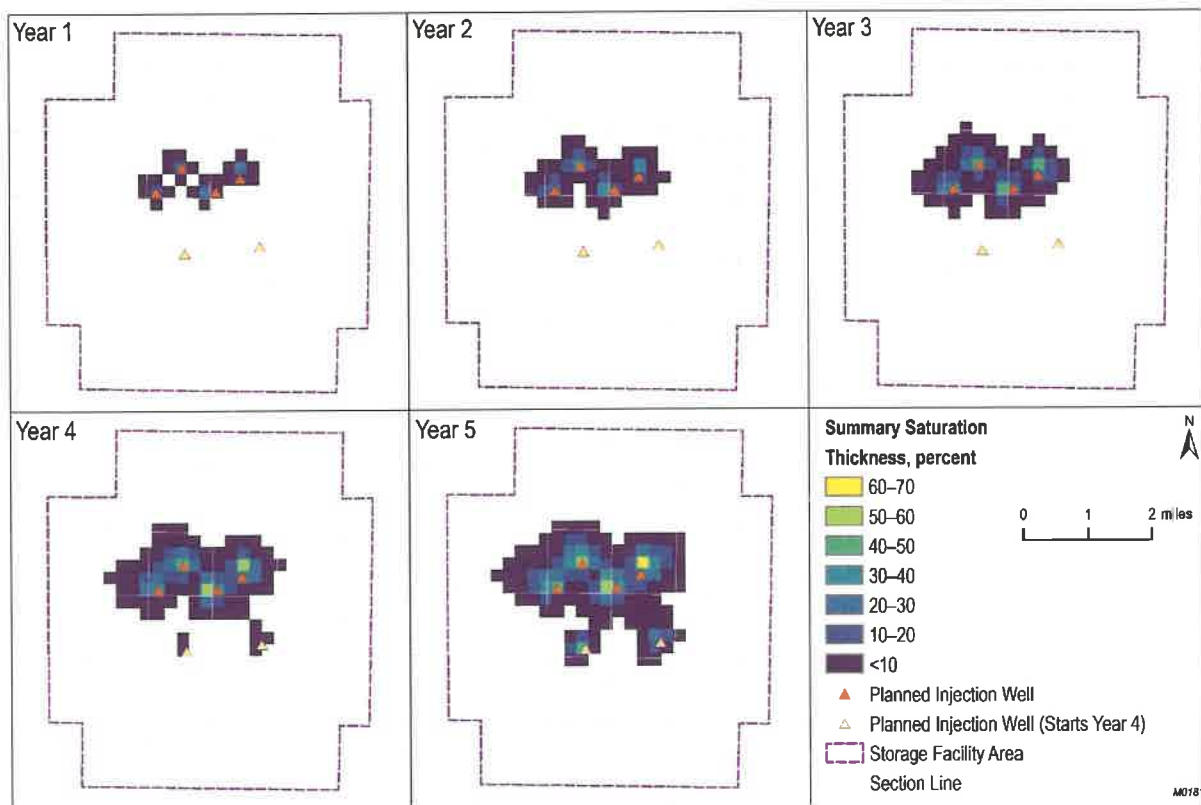 Year 1
Year 2
Year 3
Year 4
Year 5
Summary Saturation
Thickness, percent
60–70
50–60
40–50
30–40
20–30
10–20
<10
Planned Injection Well
Planned Injection Well (Starts Year 4)
Storage Facility Area
Section Line
N
0 1 2 miles
M018